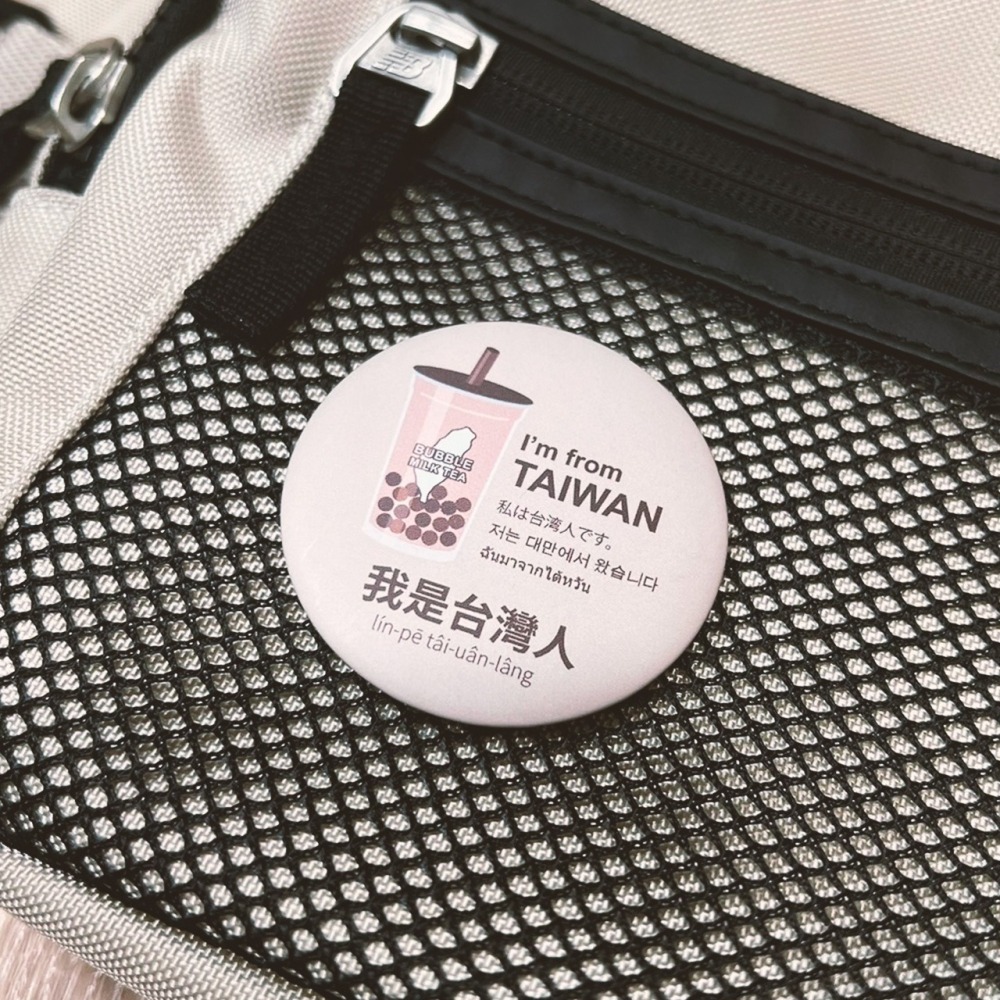 BUBBLE
MILK TEA
I'm from
TAIWAN
私は台湾人です。
저는 대만에서 왔습니다
ฉันมาจากไต้หวัน
我是台灣人
lín-pē tâi-uân-lâng